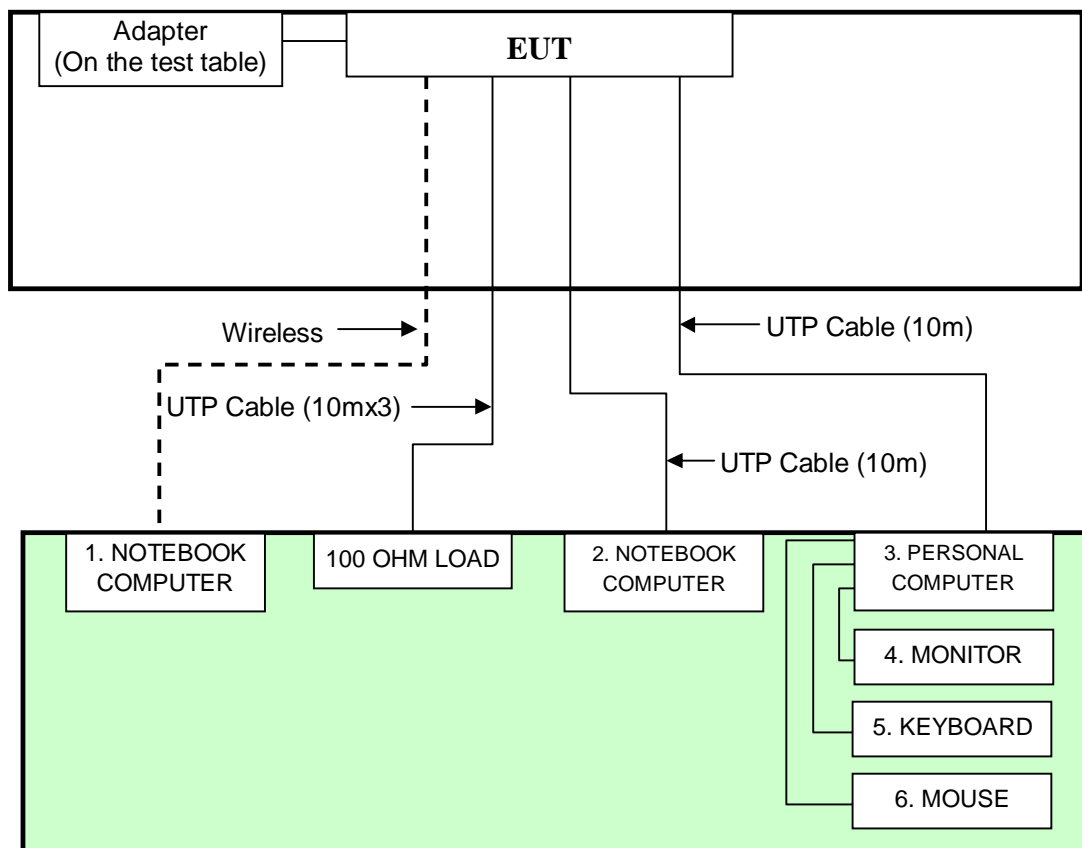 Adapter
(On the test table)
EUT
Wireless
UTP Cable (10m)
UTP Cable (10mx3)
UTP Cable (10m)
1. NOTEBOOK
COMPUTER
100 OHM LOAD
2. NOTEBOOK
COMPUTER
3. PERSONAL
COMPUTER
4. MONITOR
5. KEYBOARD
6. MOUSE